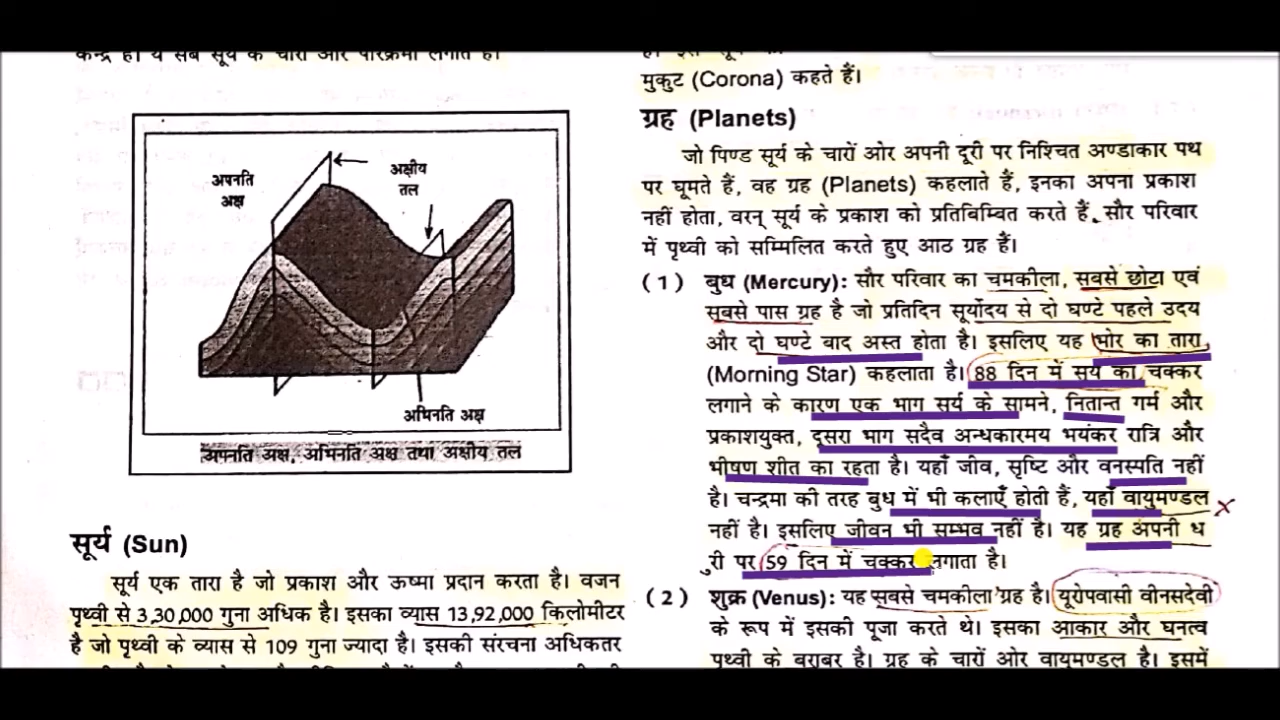 केन्द्र है। ये सब सूर्य के चारों ओर परिक्रमा लगाते हैं।
अपनति
अक्ष
अक्षीय
तल
अभिनति अक्ष
अपनति अक्ष, अभिनति अक्ष तथा अक्षीय तल
सूर्य (Sun)
सूर्य एक तारा है जो प्रकाश और ऊष्मा प्रदान करता है। वजन
पृथ्वी से 3,30,000 गुना अधिक है। इसका व्यास 13,92,000 किलोमीटर
है जो पृथ्वी के व्यास से 109 गुना ज्यादा है। इसकी संरचना अधिकतर
मुकुट (Corona) कहते हैं।
ग्रह (Planets)
जो पिण्ड सूर्य के चारों ओर अपनी दूरी पर निश्चित अण्डाकार पथ
पर घूमते हैं, वह ग्रह (Planets) कहलाते हैं, इनका अपना प्रकाश
नहीं होता, वरन् सूर्य के प्रकाश को प्रतिबिम्बित करते हैं। सौर परिवार
में पृथ्वी को सम्मिलित करते हुए आठ ग्रह हैं।
(1) बुध (Mercury): सौर परिवार का चमकीला, सबसे छोटा एवं
सबसे पास ग्रह है जो प्रतिदिन सूर्योदय से दो घण्टे पहले उदय
और दो घण्टे बाद अस्त होता है। इसलिए यह भोर का तारा
(Morning Star) कहलाता है। 88 दिन में सूर्य का चक्कर
लगाने के कारण एक भाग सूर्य के सामने, नितान्त गर्म और
प्रकाशयुक्त, दूसरा भाग सदैव अन्धकारमय भयंकर रात्रि और
भीषण शीत का रहता है। यहाँ जीव, सृष्टि और वनस्पति नहीं
है। चन्द्रमा की तरह बुध में भी कलाएँ होती हैं, यहाँ वायुमण्डल
नहीं है। इसलिए जीवन भी सम्भव नहीं है। यह ग्रह अपनी ध
ुरी पर 59 दिन में चक्कर लगाता है।
(2) शुक्र (Venus): यह सबसे चमकीला ग्रह है। यूरोपवासी वीनसदेवी
के रूप में इसकी पूजा करते थे। इसका आकार और घनत्व
पृथ्वी के बराबर है। ग्रह के चारों ओर वायुमण्डल है। इसमें